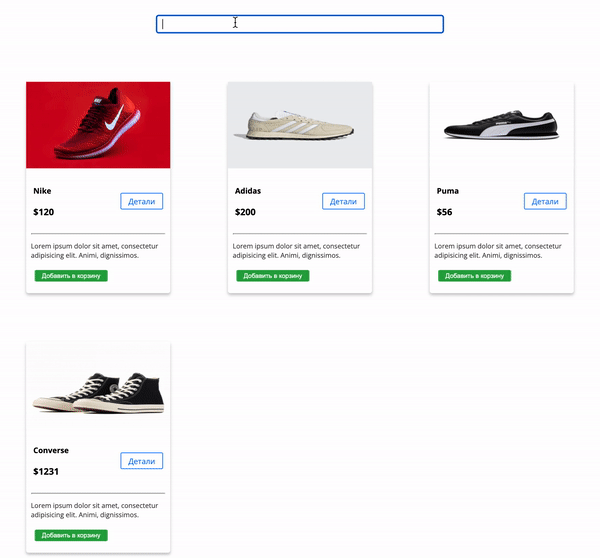 Nike
$120
Детали
Lorem ipsum dolor sit amet, consectetur
adipisicing elit. Animi, dignissimos.
Добавить в корзину
Adidas
$200
Детали
Lorem ipsum dolor sit amet, consectetur
adipisicing elit. Animi, dignissimos.
Добавить в корзину
Puma
$56
Детали
Lorem ipsum dolor sit amet, consectetur
adipisicing elit. Animi, dignissimos.
Добавить в корзину
Converse
$1231
Детали
Lorem ipsum dolor sit amet, consectetur
adipisicing elit. Animi, dignissimos.
Добавить в корзину